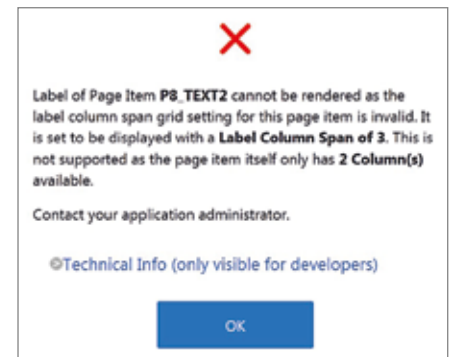 Label of Page Item P8_TEXT2 cannot be rendered as the
label column span grid setting for this page item is invalid. It
is set to be displayed with a Label Column Span of 3. This is
not supported as the page item itself only has 2 Column(s)
available.
Contact your application administrator.
Technical Info (only visible for developers)
OK